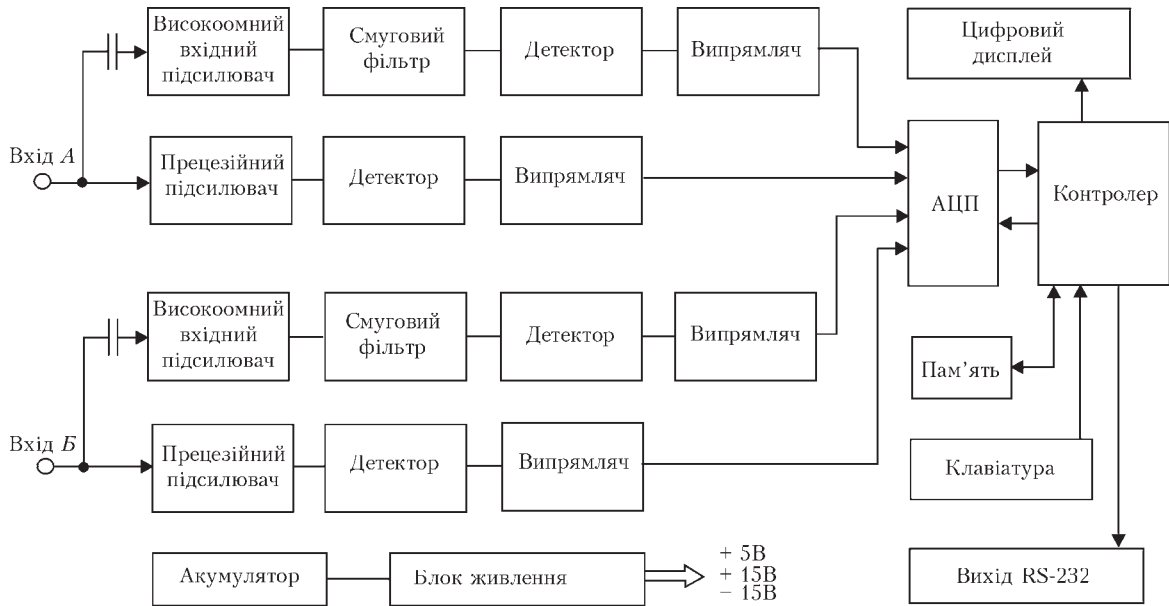 Високоомний
вхідний
підсилювач
Смуговий
фільтр
Детектор
Випрямляч
Цифровий
дисплей
Вхід А
Прецезійний
підсилювач
Детектор
Випрямляч
АЦП
Контролер
Високоомний
вхідний
підсилювач
Смуговий
фільтр
Детектор
Випрямляч
Пам’ять
Вхід Б
Прецезійний
підсилювач
Детектор
Випрямляч
Клавіатура
Акумулятор
Блок живлення
+ 5В
+ 15В
− 15В
Вихід RS-232